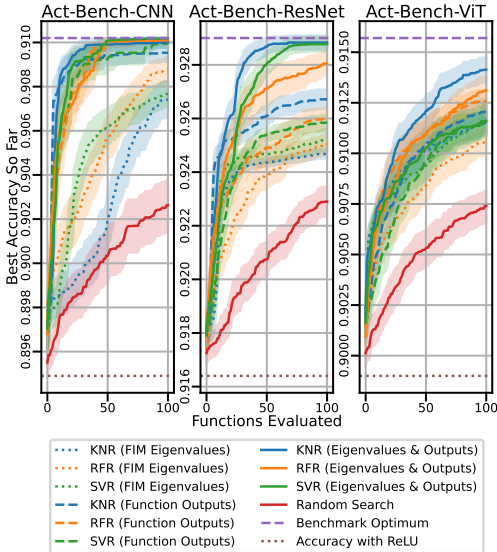 Act-Bench-CNN
Act-Bench-ResNet
Act-Bench-ViT
Best Accuracy So Far
0.910
0.908
0.906
0.904
0.902
0.900
0.898
0.896
0.928
0.926
0.924
0.922
0.920
0.918
0.916
0.9150
0.9125
0.9100
0.9075
0.9050
0.9025
0.9000
0 50 100
0 50 100
0 50 100
Functions Evaluated
KNR (FIM Eigenvalues)
RFR (FIM Eigenvalues)
SVR (FIM Eigenvalues)
KNR (Function Outputs)
RFR (Function Outputs)
SVR (Function Outputs)
KNR (Eigenvalues & Outputs)
RFR (Eigenvalues & Outputs)
SVR (Eigenvalues & Outputs)
Random Search
Benchmark Optimum
Accuracy with ReLU